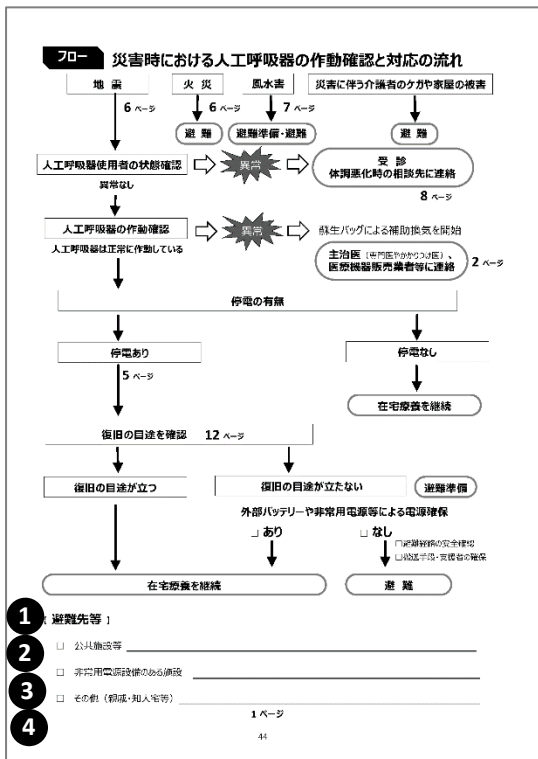 フロー 災害時における人工呼吸器の作動確認と対応の流れ
地 震 火 災 風水害 災害に伴う介護者のケガや家屋の被害
6 ページ 6 ページ 7 ページ
避 難 避難準備・避難 避 難
人工呼吸器使用者の状態確認 異常 受 診
体調悪化時の相談先に連絡
異常なし
8 ページ
人工呼吸器の作動確認 異常 蘇生バッグによる補助換気を開始
人工呼吸器は正常に作動している
主治医（専門医やかかりつけ医）、
医療機器販売業者等に連絡
2 ページ
停電の有無
停電あり 停電なし
5 ページ
在宅療養を継続
復旧の目途を確認 12 ページ
復旧の目途が立つ 復旧の目途が立たない 避難準備
外部バッテリーや非常用電源等による電源確保
□ あり □ なし
□避難経路の安全確認
□搬送手段・支援者の確保
在宅療養を継続 避 難
1 避難先等
2 □ 公共施設等
□ 非常用電源設備のある施設
3 □ その他（親戚・知人宅等）
4
1 ページ
44